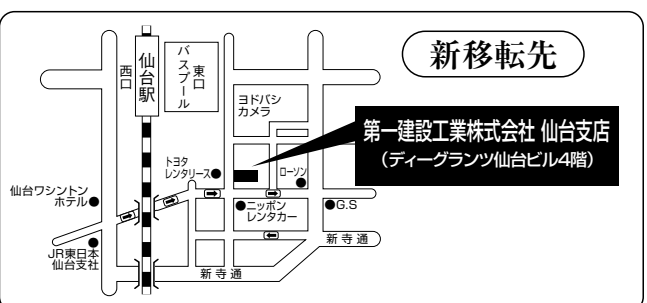 新移転先
第一建設工業株式会社 仙台支店
(ディーグランツ仙台ビル4階)
西口
仙台駅
バスプール
東口
ヨドバシ
カメラ
トヨタ
レンタリース
ローソン
仙台ワシントン
ホテル
ニッポン
レンタカー
G.S
JR東日本
仙台支社
新寺通
新寺通